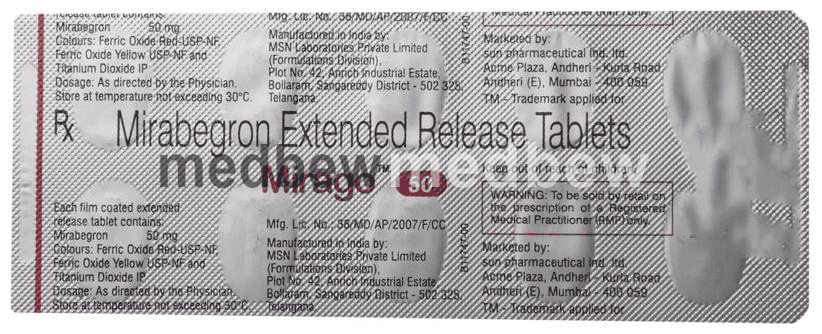 release tablet contains:
Mirabegron 50 mg
Colours: Ferric Oxide Red-USP-NF,
Ferric Oxide Yellow USP-NF and
Titanium Dioxide IP
Dosage: As directed by the Physician.
Store at temperature not exceeding 30°C.
Mfg. Lic. No.: 38/MD/AP/2007/F/CC
Manufactured in India by:
MSN Laboratories Private Limited
(Formulations Division),
Plot No. 42, Anrich Industrial Estate,
Bollaram, Sangareddy District - 502 325,
Telangana.
B11747-00
Medical Practitioner (RMP) only.
Marketed by:
sun pharmaceutical ind. ltd.
Acme Plaza, Andheri - Kurla Road
Andheri (E), Mumbai - 400 059
TM - Trademark applied for
Rx Mirabegron Extended Release Tablets
Mirago™ 50
Keep out of reach of children
Each film coated extended
release tablet contains:
Mirabegron 50 mg
Colours: Ferric Oxide Red-USP-NF,
Ferric Oxide Yellow USP-NF and
Titanium Dioxide IP
Dosage: As directed by the Physician.
Store at temperature not exceeding 30°C.
Mfg. Lic. No.: 38/MD/AP/2007/F/CC
Manufactured in India by:
MSN Laboratories Private Limited
(Formulations Division),
Plot No. 42, Anrich Industrial Estate,
Bollaram, Sangareddy District - 502 325,
Telangana.
B11747-00
WARNING: To be sold by retail on
the prescription of a Registered
Medical Practitioner (RMP) only.
Marketed by:
sun pharmaceutical ind. ltd.
Acme Plaza, Andheri - Kurla Road
Andheri (E), Mumbai - 400 059
TM - Trademark applied for